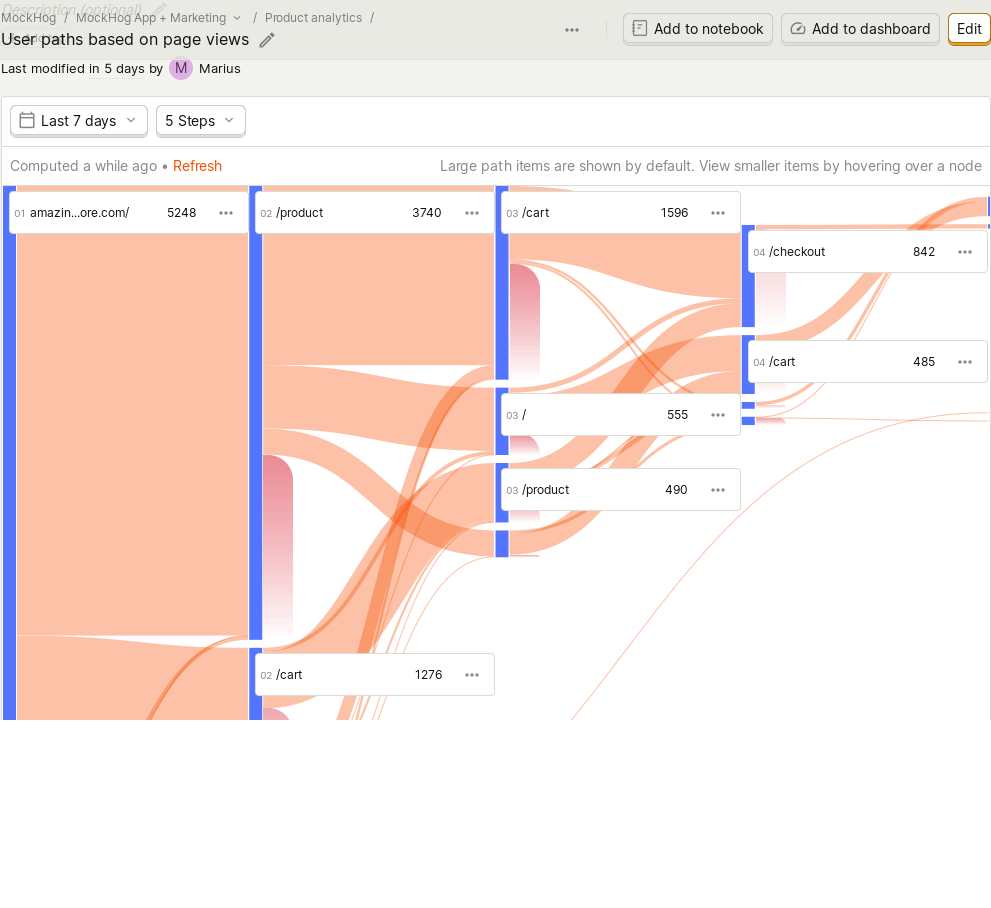 Description (optional)
MockHog / MockHog App + Marketing / Product analytics /
User paths based on page views
Add to notebook
Add to dashboard
Edit
Last modified in 5 days by M Marius
Last 7 days
5 Steps
Computed a while ago • Refresh
Large path items are shown by default. View smaller items by hovering over a node
01 amazin...ore.com/ 5248
02 /product 3740
03 /cart 1596
04 /checkout 842
04 /cart 485
03 / 555
03 /product 490
02 /cart 1276